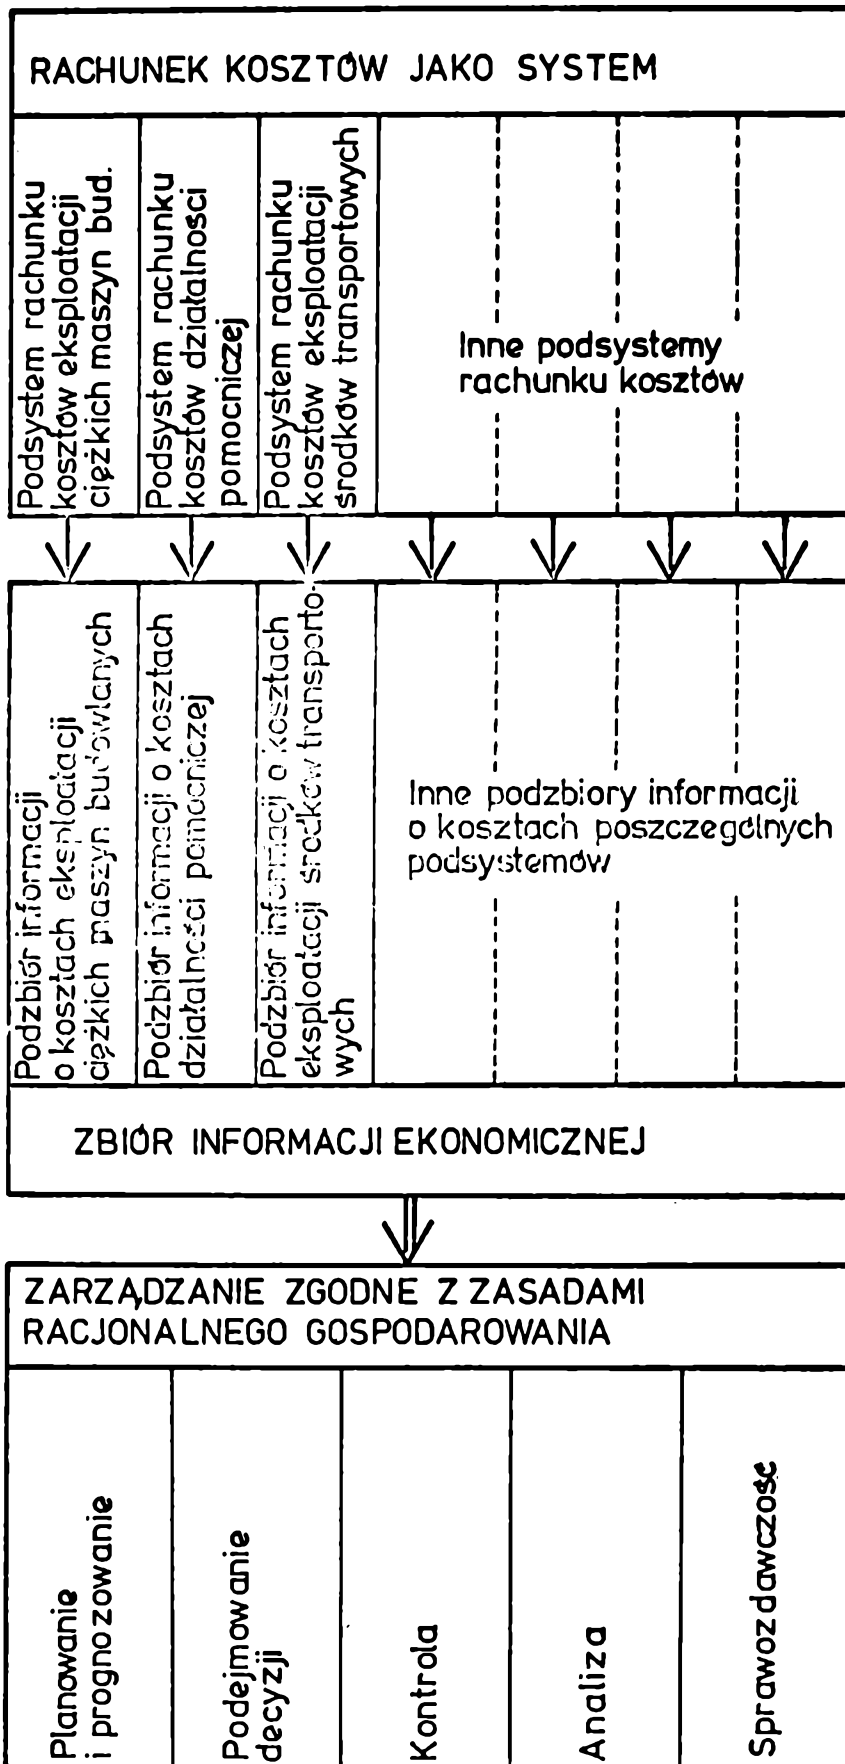 RACHUNEK KOSZTÓW JAKO SYSTEM
Podsystem rachunku
kosztów eksploatacji
ciężkich maszyn bud.
Podsystem rachunku
kosztów działalności
pomocniczej
Podsystem rachunku
kosztów eksploatacji
środków transportowych
Inne podsystemy
rachunku kosztów
Podzbiór informacji
o kosztach eksploatacji
ciężkich maszyn budowlanych
Podzbiór informacji o kosztach
działalności pomocniczej
Podzbiór informacji o kosztach
eksploatacji środków transporto-
wych
Inne podzbiory informacji
o kosztach poszczególnych
podsystemów
ZBIÓR INFORMACJI EKONOMICZNEJ
ZARZĄDZANIE ZGODNE Z ZASADAMI
RACJONALNEGO GOSPODAROWANIA
Planowanie
i prognozowanie
Podejmowanie
decyzji
Kontrola
Analiza
Sprawozdawczość